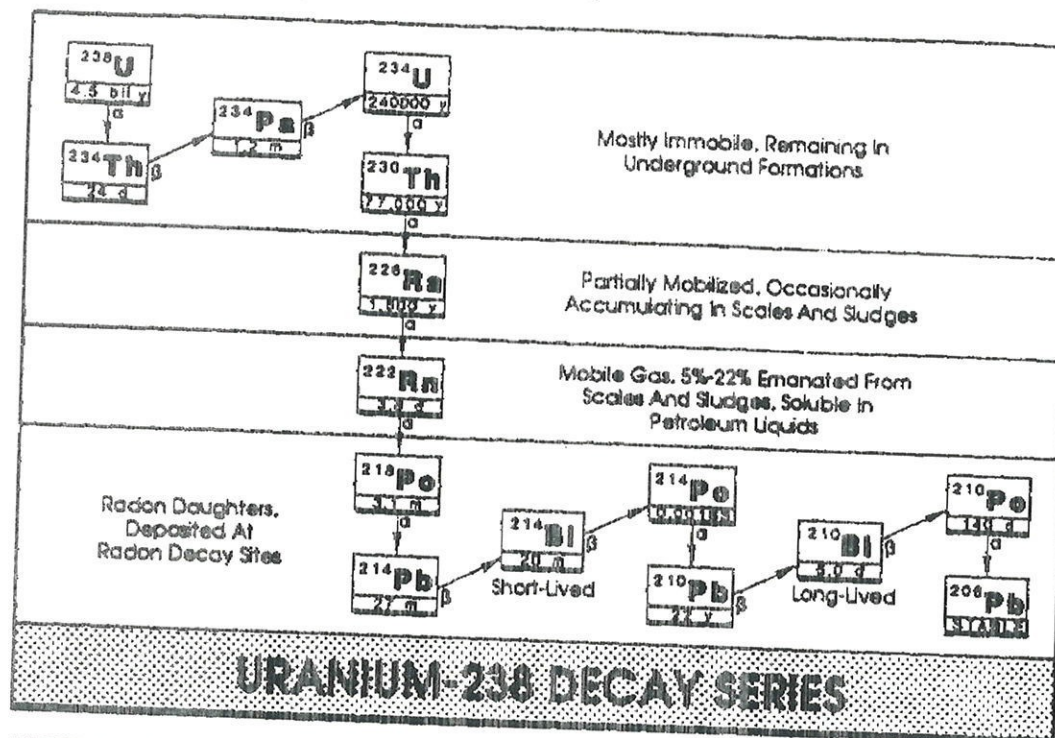 238U
4.5 bil y
α
234Th
24 d
β
234Pa
1.2 m
β
234U
240000 y
α
230Th
77,000 y
α
Mostly Immobile, Remaining In
Underground Formations
226Ra
1,600 y
α
Partially Mobilized, Occasionally
Accumulating In Scales And Sludges
222Rn
3.8 d
α
Mobile Gas, 5%-22% Emanated From
Scales And Sludges, Soluble In
Petroleum Liquids
Radon Daughters,
Deposited At
Radon Decay Sites
218Po
3.1 m
α
214Pb
27 m
β
214Bi
20 m
β
Short-Lived
214Po
α
210Pb
β
210Bi
5.0 d
β
Long-Lived
210Po
140 d
α
206Pb
STABLE
URANIUM-238 DECAY SERIES